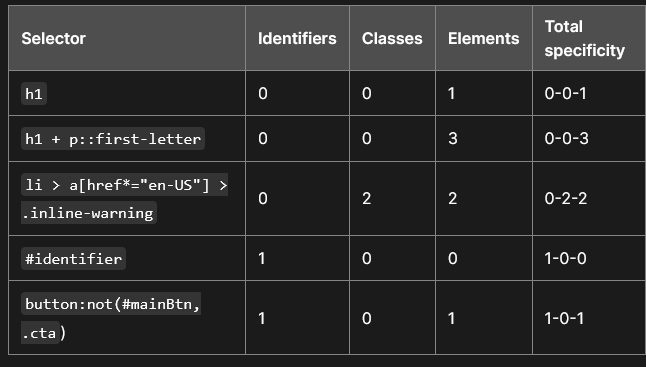 Selector Identifiers Classes Elements Total specificity
h1 0 0 1 0-0-1
h1 + p::first-letter 0 0 3 0-0-3
li > a[href*="en-US"] >
.inline-warning 0 2 2 0-2-2
#identifier 1 0 0 1-0-0
button:not(#mainBtn,
.cta) 1 0 1 1-0-1